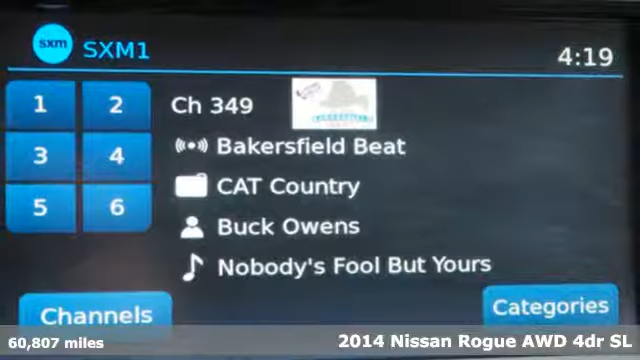 sxm SXM1 4:19
1 2 Ch 349
Bakersfield Beat
3 4 CAT Country
5 6 Buck Owens
Nobody's Fool But Yours
Channels Categories
60,807 miles 2014 Nissan Rogue AWD 4dr SL